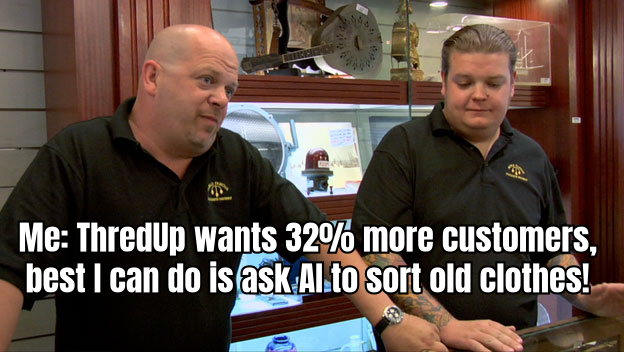 Me: ThredUp wants 32% more customers,
best I can do is ask AI to sort old clothes!